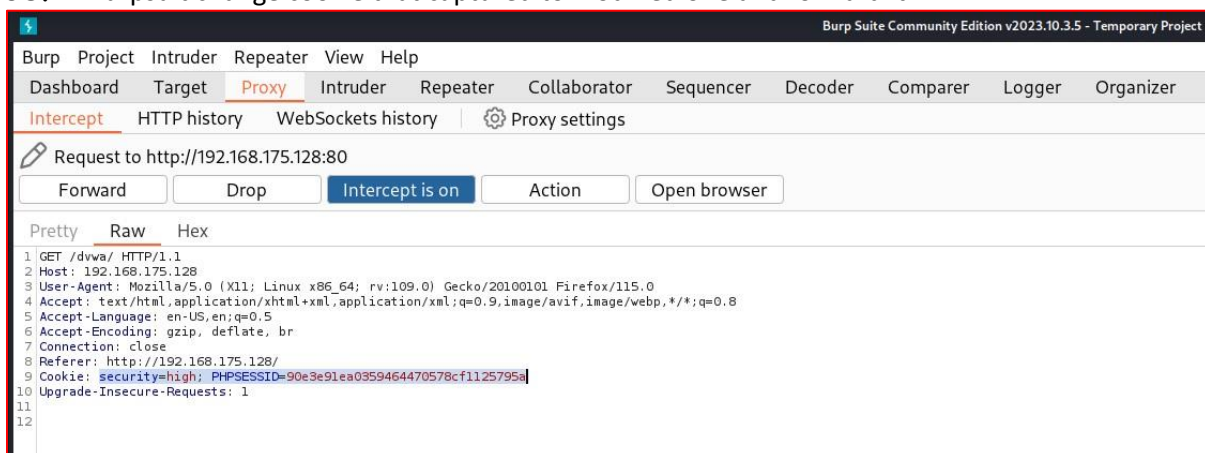 Burp Suite Community Edition v2023.10.3.5 - Temporary Project
Burp Project Intruder Repeater View Help
Dashboard Target Proxy Intruder Repeater Collaborator Sequencer Decoder Comparer Logger Organizer
Intercept HTTP history WebSockets history Proxy settings
Request to http://192.168.175.128:80
Forward Drop Intercept is on Action Open browser
Pretty Raw Hex
1 GET /dvwa/ HTTP/1.1
2 Host: 192.168.175.128
3 User-Agent: Mozilla/5.0 (X11; Linux x86_64; rv:109.0) Gecko/20100101 Firefox/115.0
4 Accept: text/html,application/xhtml+xml,application/xml;q=0.9,image/avif,image/webp,*/*;q=0.8
5 Accept-Language: en-US,en;q=0.5
6 Accept-Encoding: gzip, deflate, br
7 Connection: close
8 Referer: http://192.168.175.128/
9 Cookie: security=high; PHPSESSID=90e3e91ea0359464470578cf1125795a
10 Upgrade-Insecure-Requests: 1
11
12